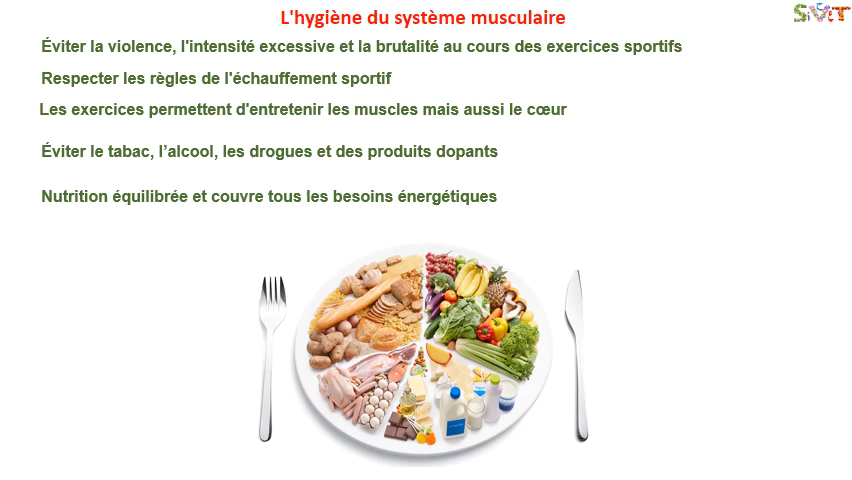 L'hygiène du système musculaire
SiVieT
Éviter la violence, l'intensité excessive et la brutalité au cours des exercices sportifs
Respecter les règles de l'échauffement sportif
Les exercices permettent d'entretenir les muscles mais aussi le cœur
Éviter le tabac, l’alcool, les drogues et des produits dopants
Nutrition équilibrée et couvre tous les besoins énergétiques